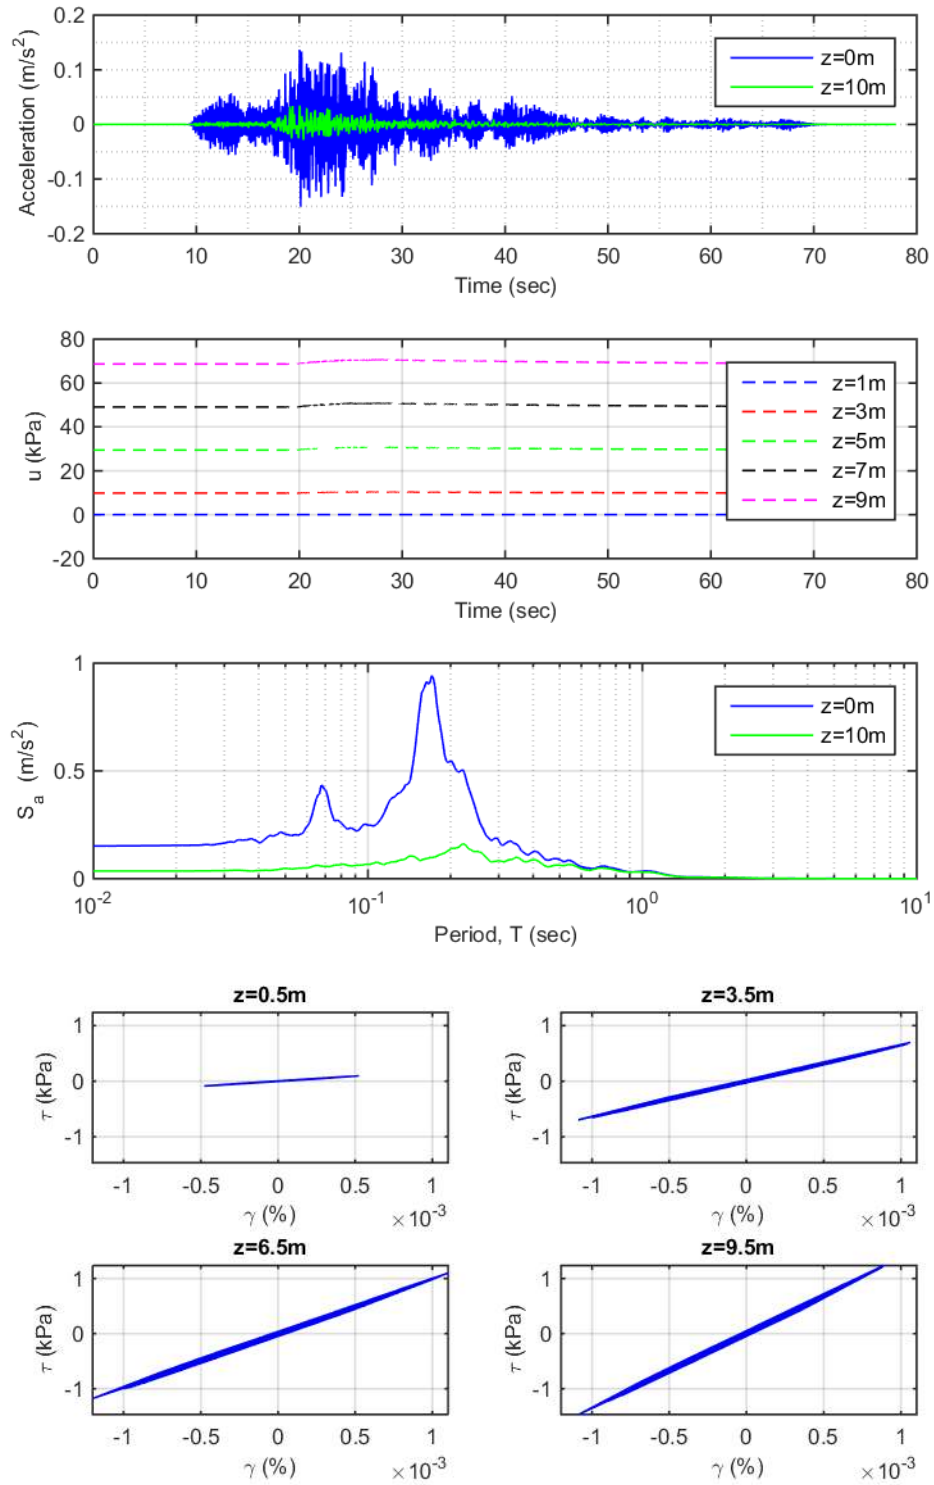 0.2
0.1
0
-0.1
-0.2
Acceleration (m/s²)
z=0m
z=10m
0 10 20 30 40 50 60 70 80
Time (sec)
80
60
40
20
0
-20
u (kPa)
z=1m
z=3m
z=5m
z=7m
z=9m
0 10 20 30 40 50 60 70 80
Time (sec)
1
0.5
0
Sₐ (m/s²)
z=0m
z=10m
10⁻² 10⁻¹ 10⁰ 10¹
Period, T (sec)
z=0.5m
1
0
-1
τ (kPa)
-1 -0.5 0 0.5 1
γ (%)
×10⁻³
z=3.5m
1
0
-1
τ (kPa)
-1 -0.5 0 0.5 1
γ (%)
×10⁻³
z=6.5m
1
0
-1
τ (kPa)
-1 -0.5 0 0.5 1
γ (%)
×10⁻³
z=9.5m
1
0
-1
τ (kPa)
-1 -0.5 0 0.5 1
γ (%)
×10⁻³